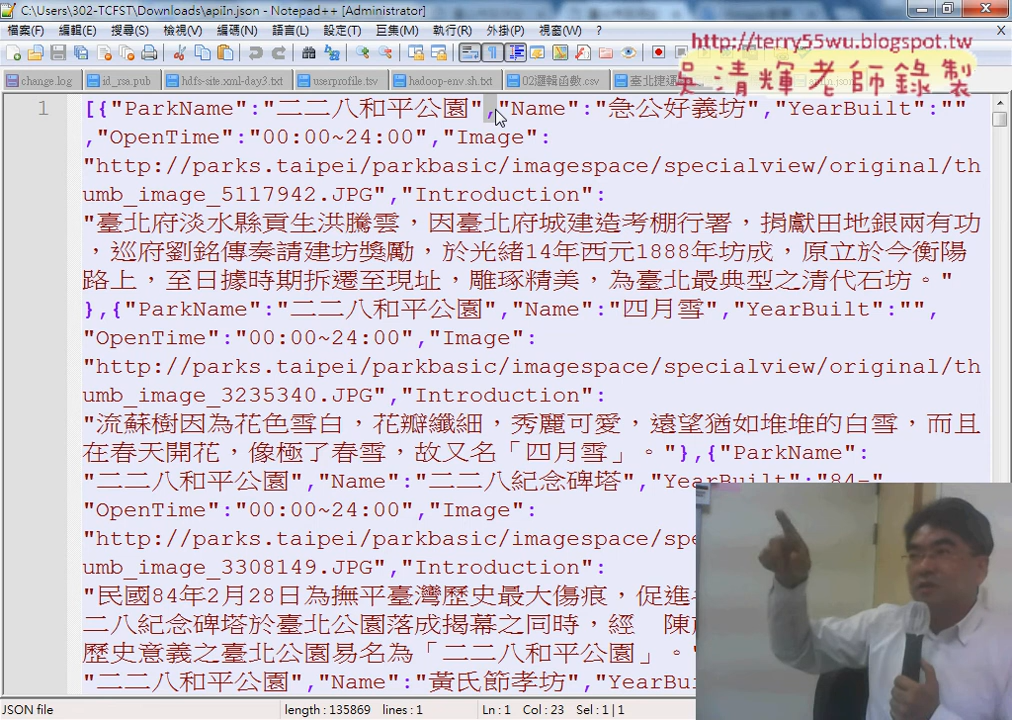 C:\Users\302-TCFST\Downloads\apiIn.json - Notepad++ [Administrator]
檔案(F) 編輯(E) 搜尋(S) 檢視(V) 編碼(N) 語言(L) 設定(T) 巨集(M) 執行(R) 外掛(P) 視窗(W) ? X
http://terry55wu.blogspot.tw
吳清輝老師錄製
change.log id_rsa.pub hdfs-site.xml-day3.txt userprofile.tsv hadoop-env.sh.txt 02邏輯函數.csv
1 [{"ParkName":"二二八和平公園","Name":"急公好義坊","YearBuilt":""
,"OpenTime":"00:00~24:00","Image":
"http://parks.taipei/parkbasic/imagespace/specialview/original/th
umb_image_5117942.JPG","Introduction":
"臺北府淡水縣貢生洪騰雲，因臺北府城建造考棚行署，捐獻田地銀兩有功
，巡府劉銘傳奏請建坊獎勵，於光緒14年西元1888年坊成，原立於今衡陽
路上，至日據時期拆遷至現址，雕琢精美，為臺北最典型之清代石坊。"
},{"ParkName":"二二八和平公園","Name":"四月雪","YearBuilt":"",
"OpenTime":"00:00~24:00","Image":
"http://parks.taipei/parkbasic/imagespace/specialview/original/th
umb_image_3235340.JPG","Introduction":
"流蘇樹因為花色雪白，花瓣纖細，秀麗可愛，遠望猶如堆堆的白雪，而且
在春天開花，像極了春雪，故又名「四月雪」。"},{"ParkName":
"二二八和平公園","Name":"二二八紀念碑塔","YearBuilt":"84-"
"OpenTime":"00:00~24:00","Image":
"http://parks.taipei/parkbasic/imagespace/spe
umb_image_3308149.JPG","Introduction":
"民國84年2月28日為撫平臺灣歷史最大傷痕，促進
二八紀念碑塔於臺北公園落成揭幕之同時，經 陳
歷史意義之臺北公園易名為「二二八和平公園」。"
"二二八和平公園","Name":"黃氏節孝坊","YearBui
JSON file length : 135869 lines : 1 Ln : 1 Col : 23 Sel : 1 | 1